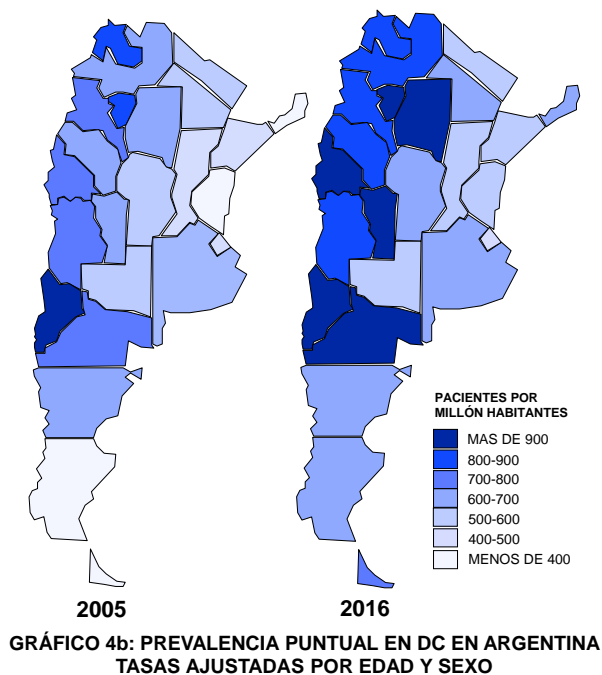 PACIENTES POR
MILLÓN HABITANTES
MAS DE 900
800-900
700-800
600-700
500-600
400-500
MENOS DE 400
2005
2016
GRÁFICO 4b: PREVALENCIA PUNTUAL EN DC EN ARGENTINA
TASAS AJUSTADAS POR EDAD Y SEXO